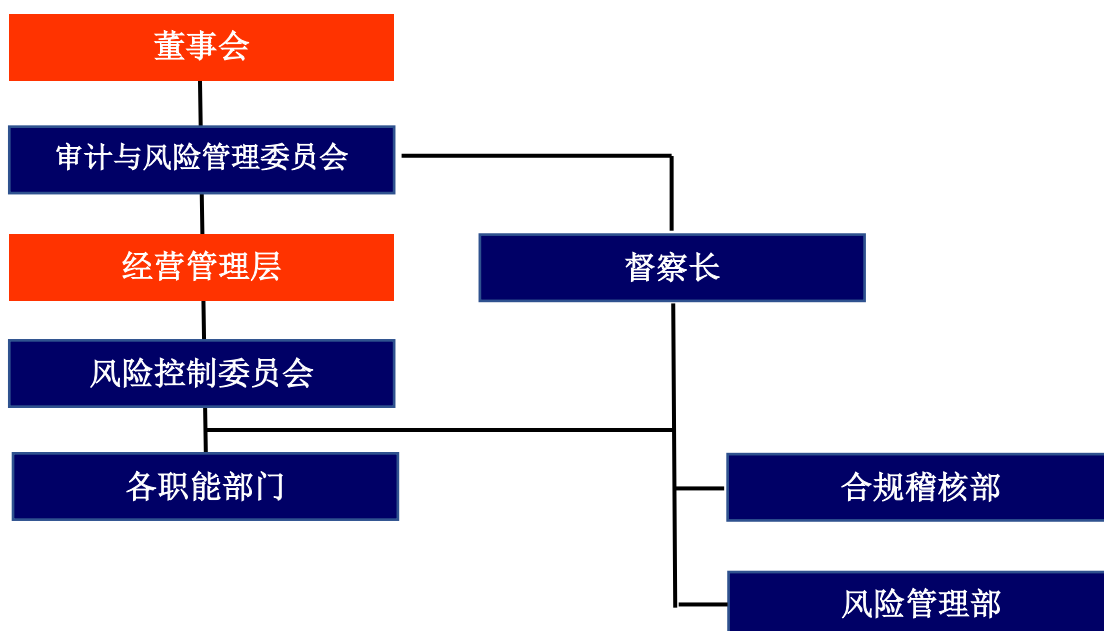 董事会
审计与风险管理委员会
经营管理层
督察长
风险控制委员会
各职能部门
合规稽核部
风险管理部